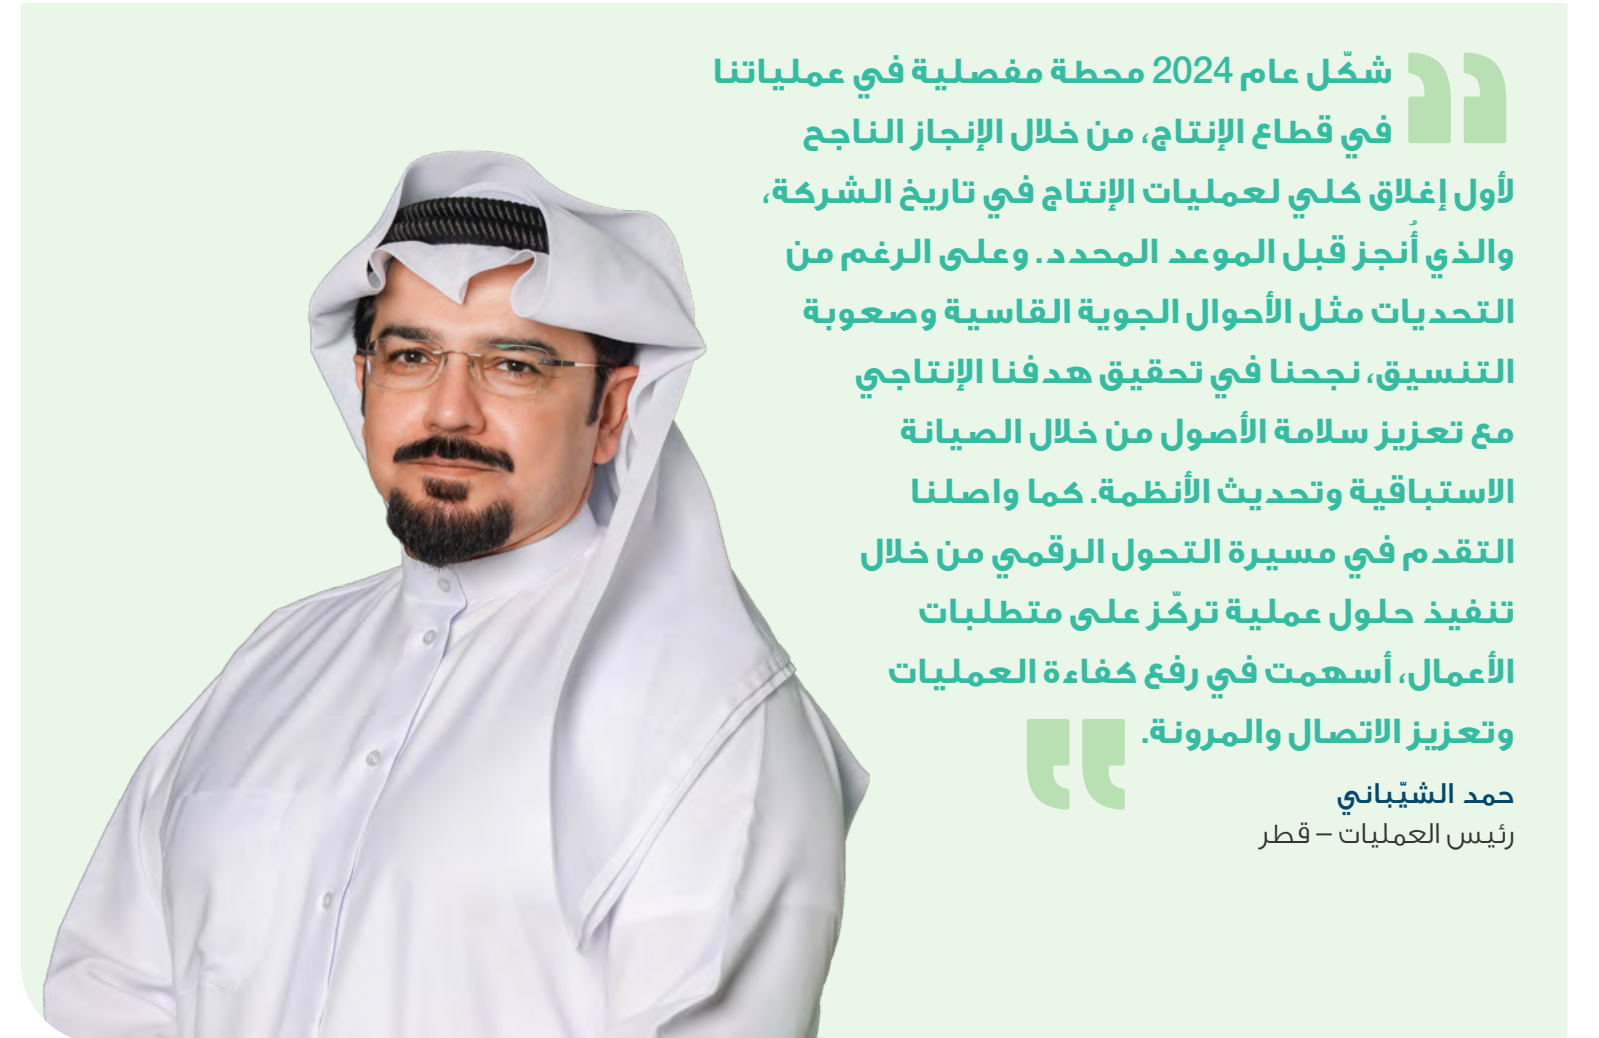 شكّل عام 2024 محطة مفصلية في عملياتنا
في قطاع الإنتاج، من خلال الإنجاز الناجح
لأول إغلاق كلي لعمليات الإنتاج في تاريخ الشركة،
والذي أُنجز قبل الموعد المحدد. وعلى الرغم من
التحديات مثل الأحوال الجوية القاسية وصعوبة
التنسيق، نجحنا في تحقيق هدفنا الإنتاجي
مع تعزيز سلامة الأصول من خلال الصيانة
الاستباقية وتحديث الأنظمة. كما واصلنا
التقدم في مسيرة التحول الرقمي من خلال
تنفيذ حلول عملية تركّز على متطلبات
الأعمال، أسهمت في رفع كفاءة العمليات
وتعزيز الاتصال والمرونة.
حمد الشيّباني
رئيس العمليات – قطر